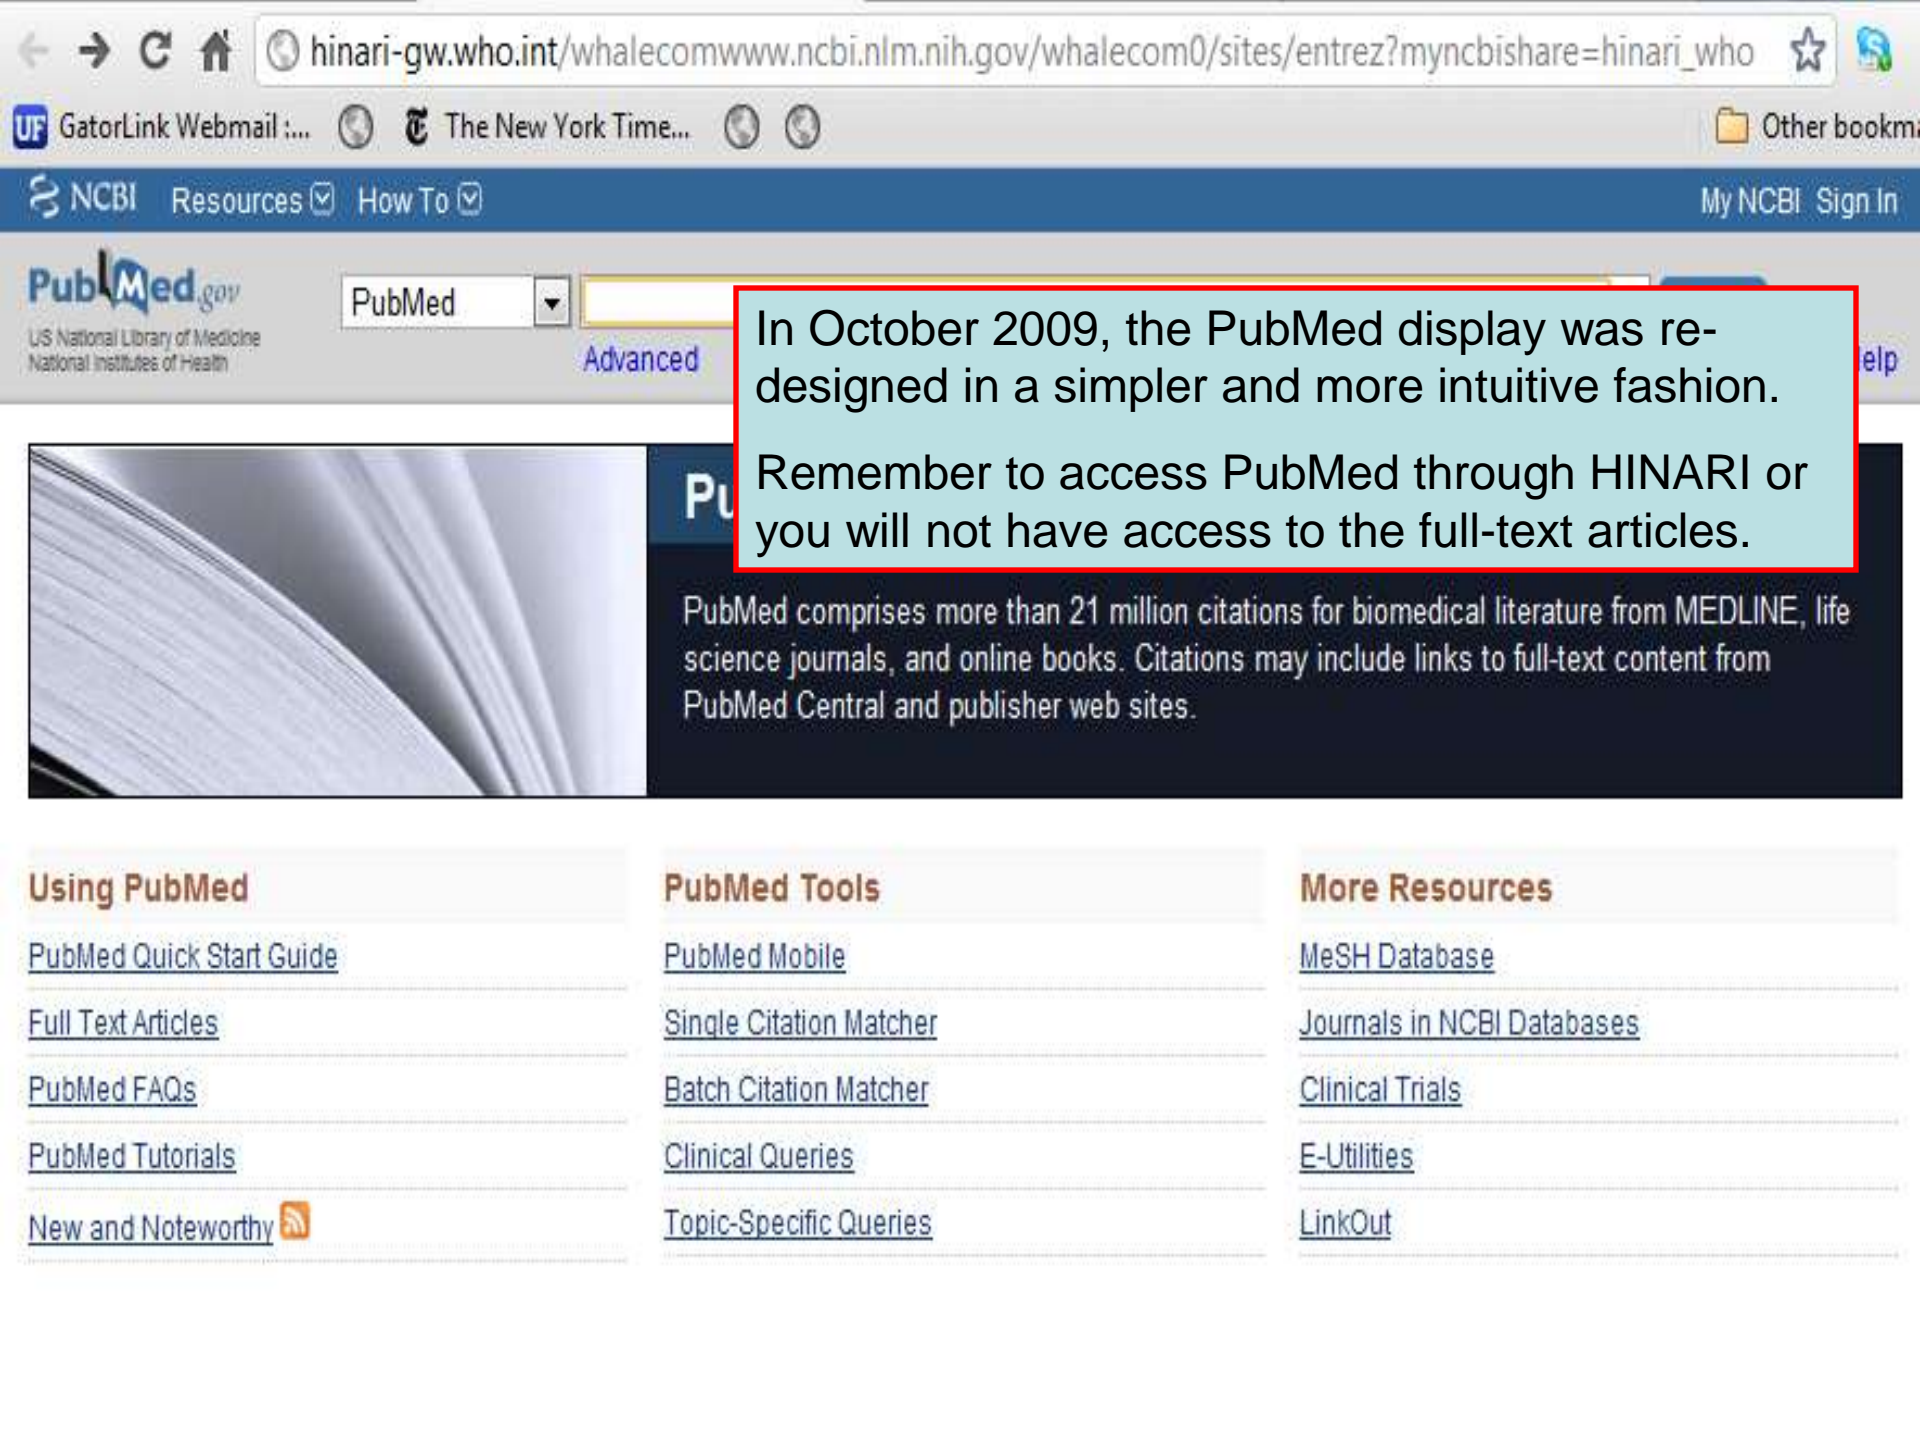 hinari-gw.who.int/whalecomwww.ncbi.nlm.nih.gov/whalecom0/sites/entrez?myncbishare=hinari_who
UF GatorLink Webmail :... The New York Time... Other bookma
NCBI Resources How To My NCBI Sign In
PubMed.gov
US National Library of Medicine
National Institutes of Health
PubMed
Advanced
elp
In October 2009, the PubMed display was re-
designed in a simpler and more intuitive fashion.
Remember to access PubMed through HINARI or
you will not have access to the full-text articles.
Pu
PubMed comprises more than 21 million citations for biomedical literature from MEDLINE, life
science journals, and online books. Citations may include links to full-text content from
PubMed Central and publisher web sites.
Using PubMed
PubMed Quick Start Guide
Full Text Articles
PubMed FAQs
PubMed Tutorials
New and Noteworthy
PubMed Tools
PubMed Mobile
Single Citation Matcher
Batch Citation Matcher
Clinical Queries
Topic-Specific Queries
More Resources
MeSH Database
Journals in NCBI Databases
Clinical Trials
E-Utilities
LinkOut